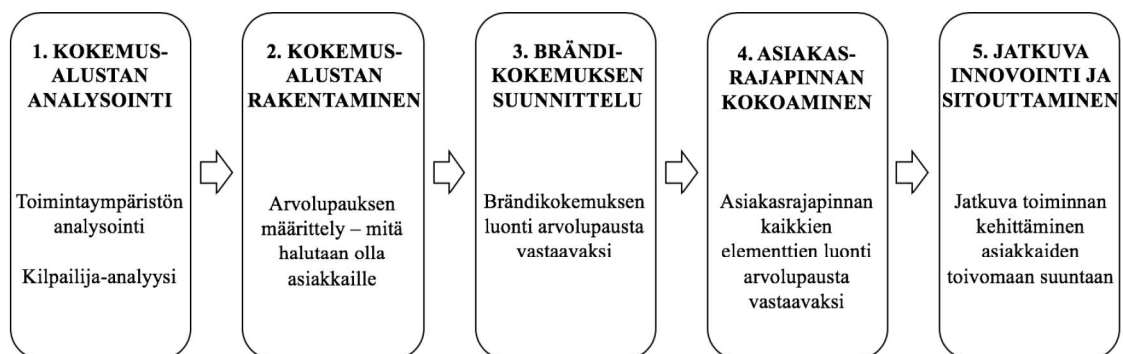 1. KOKEMUS-
ALUSTAN
ANALYSOINTI
Toimintaympäristön
analysointi
Kilpailija-analyysi
2. KOKEMUS-
ALUSTAN
RAKENTAMINEN
Arvolupauksen
määrittely – mitä
halutaan olla
asiakkaille
3. BRÄNDI-
KOKEMUKSEN
SUUNNITTELU
Brändikokemuksen
luonti arvolupausta
vastaavaksi
4. ASIAKAS-
RAJAPINNAN
KOKOAMINEN
Asiakasrajapinnan
kaikkien
elementtien luonti
arvolupausta
vastaavaksi
5. JATKUVA
INNOVOINTI JA
SITOUTTAMINEN
Jatkuva toiminnan
kehittäminen
asiakkaiden
toivomaan suuntaan